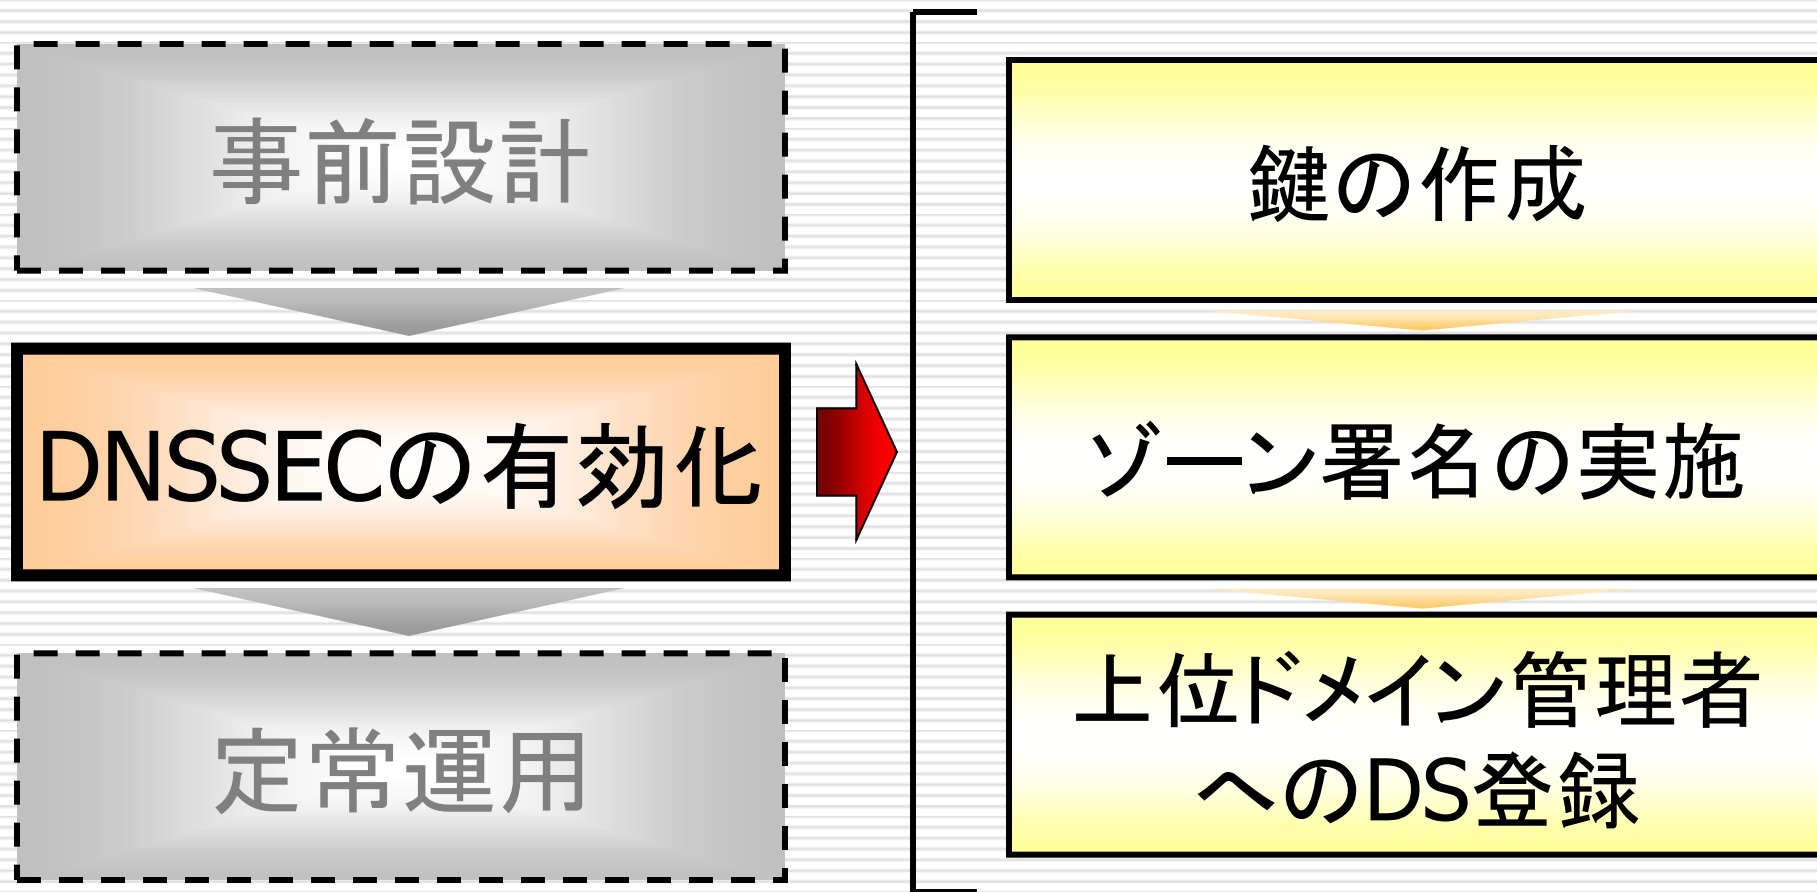 事前設計
DNSSECの有効化
定常運用
鍵の作成
ゾーン署名の実施
上位ドメイン管理者
へのDS登録